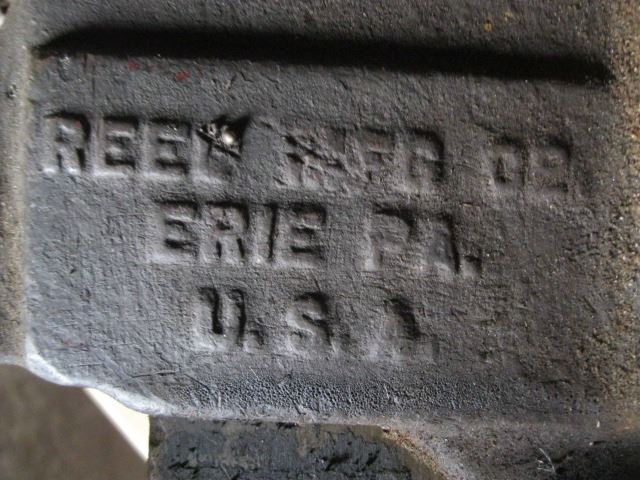 REED MFG CO.
ERIE PA.
U.S.A.